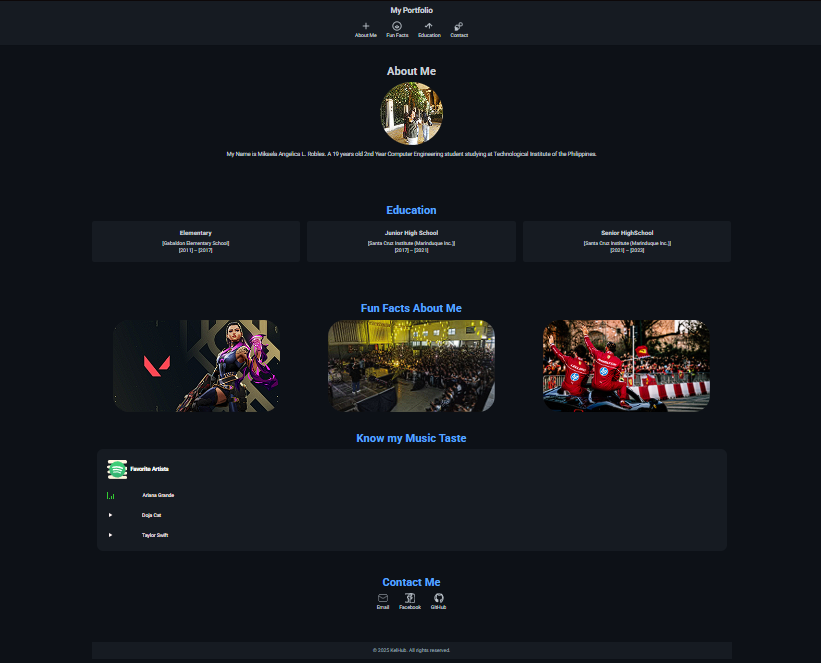 My Portfolio
About Me Fun Facts Education Contact
About Me
My Name is Mikaela Angelica L. Robles. A 19 years old 2nd Year Computer Engineering student studying at Technological Institute of the Philippines.
Education
Elementary
[Gabaldon Elementary School]
[2011] – [2017]
Junior High School
[Santa Cruz Institute (Marinduque Inc.)]
[2017] – [2021]
Senior HighSchool
[Santa Cruz Institute (Marinduque Inc.)]
[2021] – [2023]
Fun Facts About Me
Know my Music Taste
Favorite Artists
Ariana Grande
Doja Cat
Taylor Swift
Contact Me
Email Facebook GitHub
© 2025 KelHub. All rights reserved.